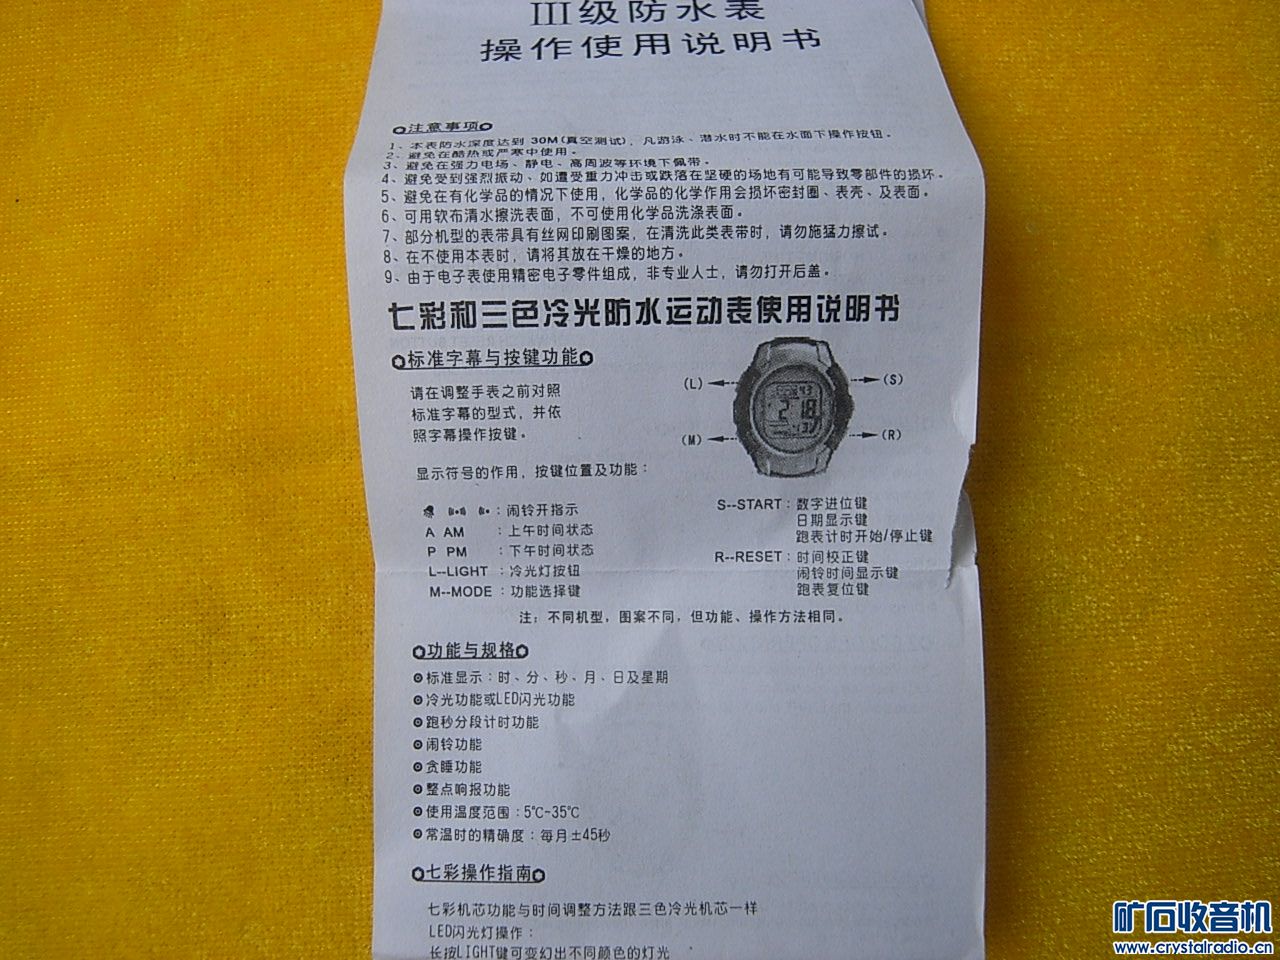 III级防水表
操作使用说明书
注意事项
1、本表防水深度达到 30M(真空测试)，凡游泳、潜水时不能在水面下操作按钮。
2、避免在酷热或严寒中使用。
3、避免在强力电场、静电、高周波等环境下佩带。
4、避免受到强烈振动、如遭受重力冲击或跌落在坚硬的场地有可能导致零部件的损坏。
5、避免在有化学品的情况下使用，化学品的化学作用会损坏密封圈、表壳、及表面。
6、可用软布清水擦洗表面，不可使用化学品洗涤表面。
7、部分机型的表带具有丝网印刷图案，在清洗此类表带时，请勿施猛力擦试。
8、在不使用本表时，请将其放在干燥的地方。
9、由于电子表使用精密电子零件组成，非专业人士，请勿打开后盖。
七彩和三色冷光防水运动表使用说明书
标准字幕与按键功能
请在调整手表之前对照
标准字幕的型式，并依
照字幕操作按键。
(L)
(S)
(M)
(R)
显示符号的作用，按键位置及功能：
：闹铃开指示
A AM ：上午时间状态
P PM ：下午时间状态
L--LIGHT ：冷光灯按钮
M--MODE ：功能选择键
S--START：数字进位键
日期显示键
跑表计时开始/停止键
R--RESET：时间校正键
闹铃时间显示键
跑表复位键
注：不同机型，图案不同，但功能、操作方法相同。
功能与规格
标准显示：时、分、秒、月、日及星期
冷光功能或LED闪光功能
跑秒分段计时功能
闹铃功能
贪睡功能
整点响报功能
使用温度范围：5℃~35℃
常温时的精确度：每月±45秒
七彩操作指南
七彩机芯功能与时间调整方法跟三色冷光机芯一样
LED闪光灯操作：
长按LIGHT键可变幻出不同颜色的灯光
矿石收音机
www.crystalradio.cn